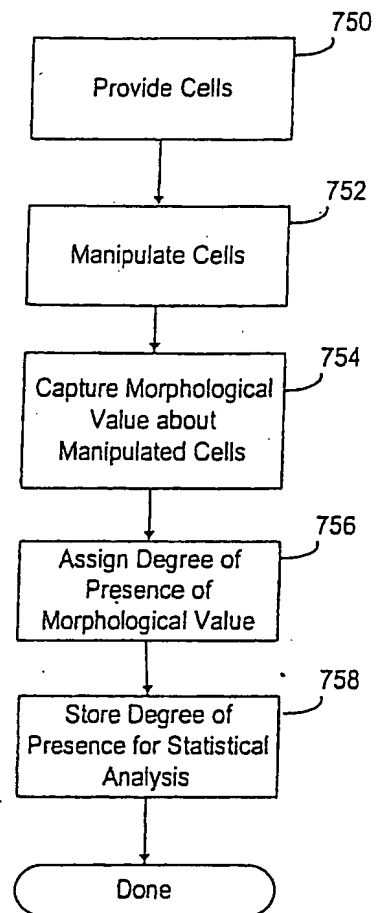 750
Provide Cells
752
Manipulate Cells
754
Capture Morphological
Value about
Manipulated Cells
756
Assign Degree of
Presence of
Morphological Value
758
Store Degree of
Presence for Statistical
Analysis
Done